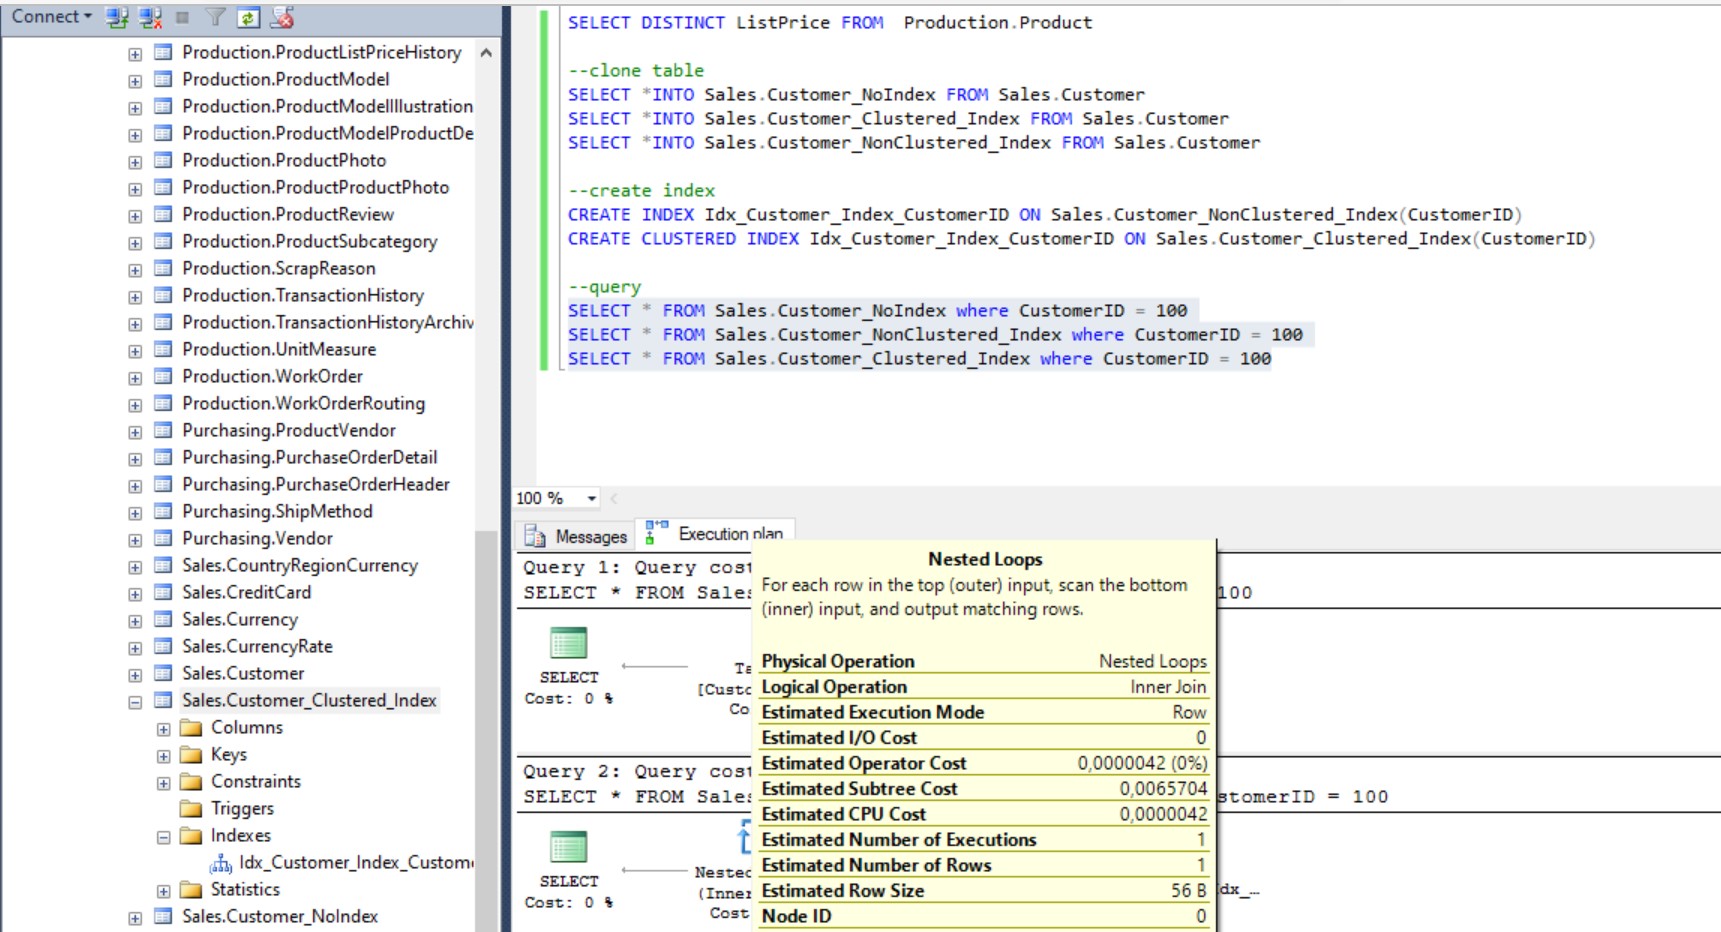 Connect
Production.ProductListPriceHistory
Production.ProductModel
Production.ProductModelIllustration
Production.ProductModelProductDe
Production.ProductPhoto
Production.ProductProductPhoto
Production.ProductReview
Production.ProductSubcategory
Production.ScrapReason
Production.TransactionHistory
Production.TransactionHistoryArchiv
Production.UnitMeasure
Production.WorkOrder
Production.WorkOrderRouting
Purchasing.ProductVendor
Purchasing.PurchaseOrderDetail
Purchasing.PurchaseOrderHeader
Purchasing.ShipMethod
Purchasing.Vendor
Sales.CountryRegionCurrency
Sales.CreditCard
Sales.Currency
Sales.CurrencyRate
Sales.Customer
Sales.Customer_Clustered_Index
Columns
Keys
Constraints
Triggers
Indexes
Idx_Customer_Index_Custome
Statistics
Sales.Customer_NoIndex
SELECT DISTINCT ListPrice FROM  Production.Product
--clone table
SELECT *INTO Sales.Customer_NoIndex FROM Sales.Customer
SELECT *INTO Sales.Customer_Clustered_Index FROM Sales.Customer
SELECT *INTO Sales.Customer_NonClustered_Index FROM Sales.Customer
--create index
CREATE INDEX Idx_Customer_Index_CustomerID ON Sales.Customer_NonClustered_Index(CustomerID)
CREATE CLUSTERED INDEX Idx_Customer_Index_CustomerID ON Sales.Customer_Clustered_Index(CustomerID)
--query
SELECT * FROM Sales.Customer_NoIndex where CustomerID = 100
SELECT * FROM Sales.Customer_NonClustered_Index where CustomerID = 100
SELECT * FROM Sales.Customer_Clustered_Index where CustomerID = 100
100 %
Messages Execution plan
Query 1: Query cost
SELECT * FROM Sales 100
SELECT
Cost: 0 %
Ta
[Custo
Co
Query 2: Query cost
SELECT * FROM Sales stomerID = 100
SELECT
Cost: 0 %
Nested
(Inner
Cost
Idx_...
Nested Loops
For each row in the top (outer) input, scan the bottom
(inner) input, and output matching rows.
Physical Operation Nested Loops
Logical Operation Inner Join
Estimated Execution Mode Row
Estimated I/O Cost 0
Estimated Operator Cost 0,0000042 (0%)
Estimated Subtree Cost 0,0065704
Estimated CPU Cost 0,0000042
Estimated Number of Executions 1
Estimated Number of Rows 1
Estimated Row Size 56 B
Node ID 0